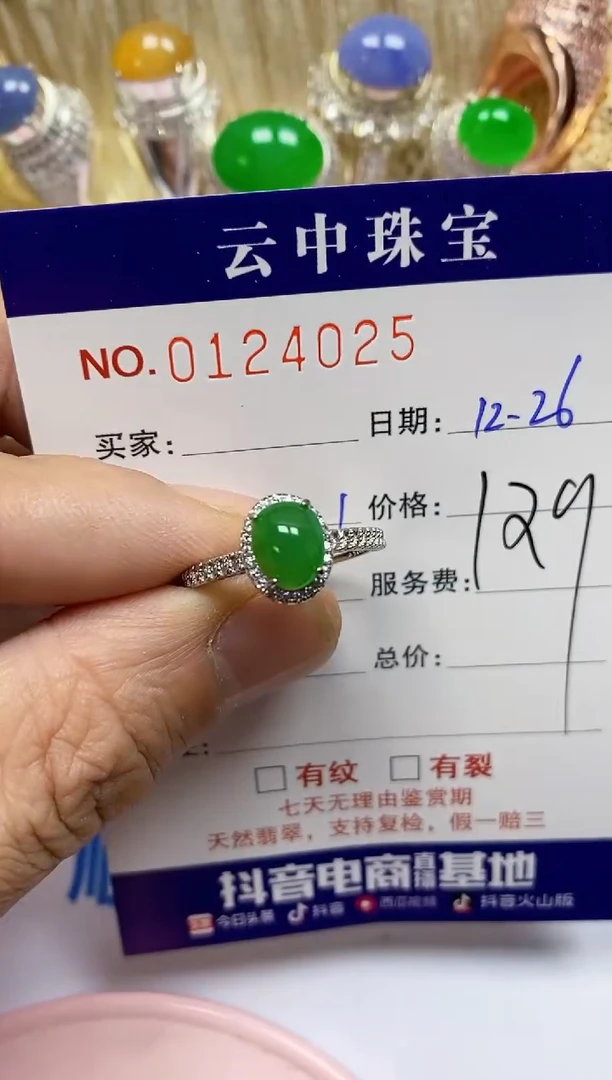 云中珠宝
NO.0124025
买家: 日期: 12-26
1 价格: 129
服务费:
总价:
□ 有纹 □ 有裂
七天无理由鉴赏期
天然翡翠，支持复检，假一赔三
抖音电商直播基地
今日头条 抖音 西瓜视频 抖音火山版